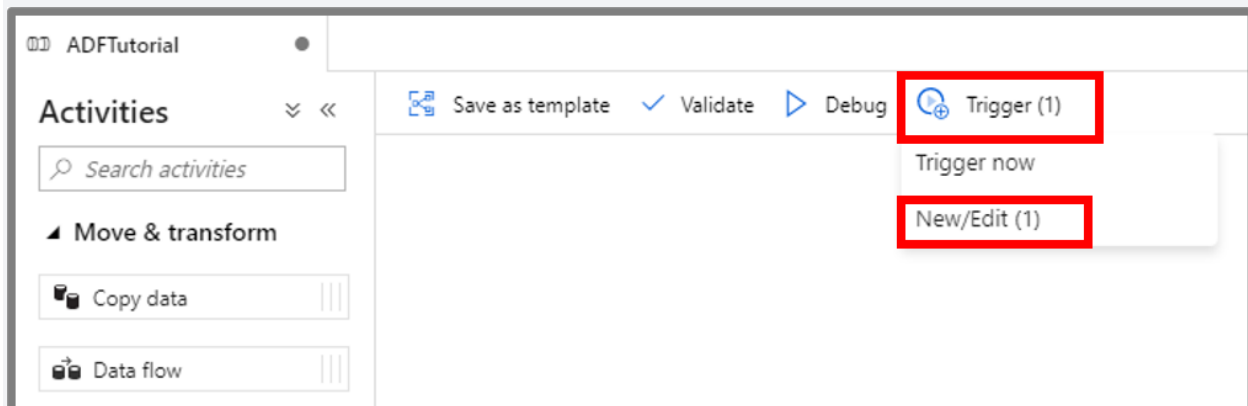 ADFTutorial
Activities
Save as template
Validate
Debug
Trigger (1)
Search activities
Trigger now
New/Edit (1)
Move & transform
Copy data
Data flow